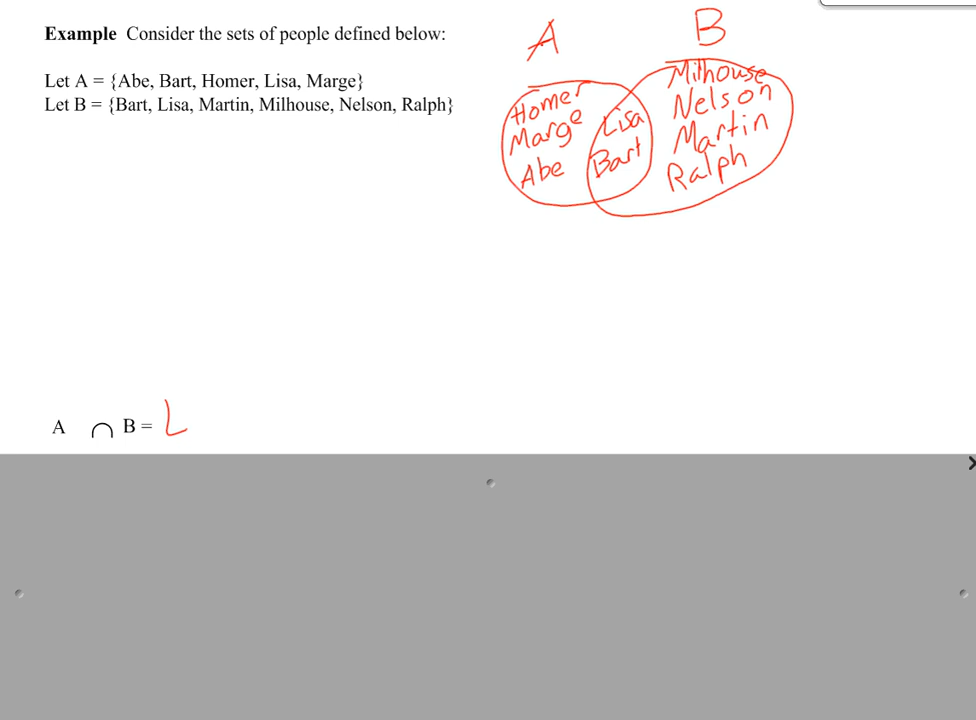 Example Consider the sets of people defined below:
Let A = {Abe, Bart, Homer, Lisa, Marge}
Let B = {Bart, Lisa, Martin, Milhouse, Nelson, Ralph}
A B
Homer
Marge
Abe
Lisa
Bart
Milhouse
Nelson
Martin
Ralph
A ∩ B = L